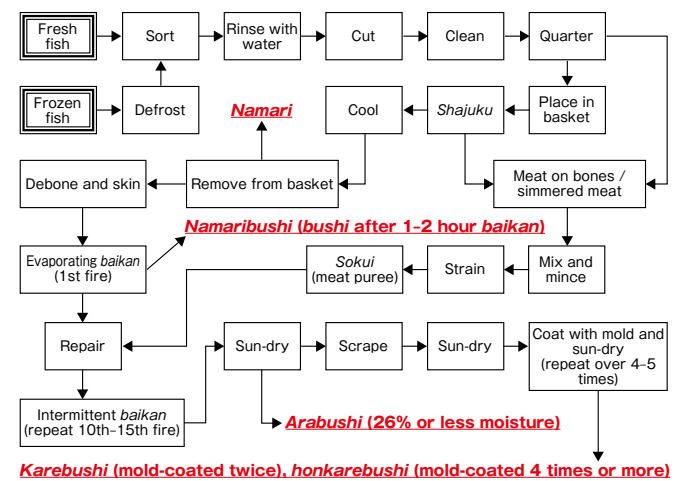 Fresh
fish
Sort
Rinse with
water
Cut
Clean
Quarter
Frozen
fish
Defrost
Namari
Cool
Shajuku
Place in
basket
Debone and skin
Remove from basket
Meat on bones /
simmered meat
Namaribushi (bushi after 1–2 hour baikan)
Evaporating baikan
(1st fire)
Sokui
(meat puree)
Strain
Mix and
mince
Repair
Sun-dry
Scrape
Sun-dry
Coat with mold and
sun-dry
(repeat over 4–5
times)
Intermittent baikan
(repeat 10th–15th fire)
Arabushi (26% or less moisture)
Karebushi (mold-coated twice), honkarebushi (mold-coated 4 times or more)